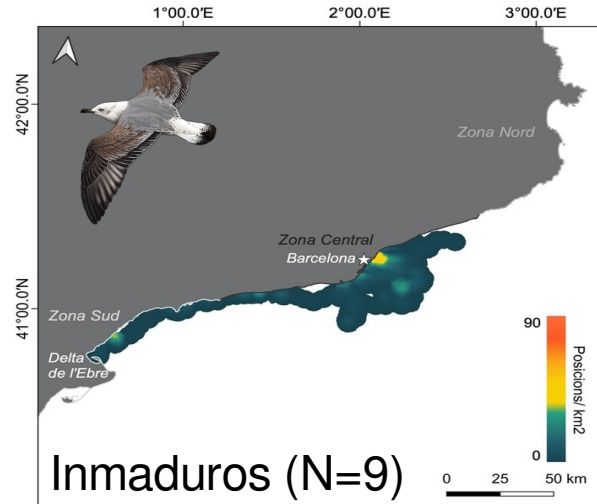 1°00.0'E 2°00.0'E 3°00.0'E
42°00.0'N
Zona Nord
Zona Central
Barcelona
41°00.0'N
Zona Sud
Delta
de l'Ebre
90
Posicions/ km2
0
Inmaduros (N=9)
0 25 50 km